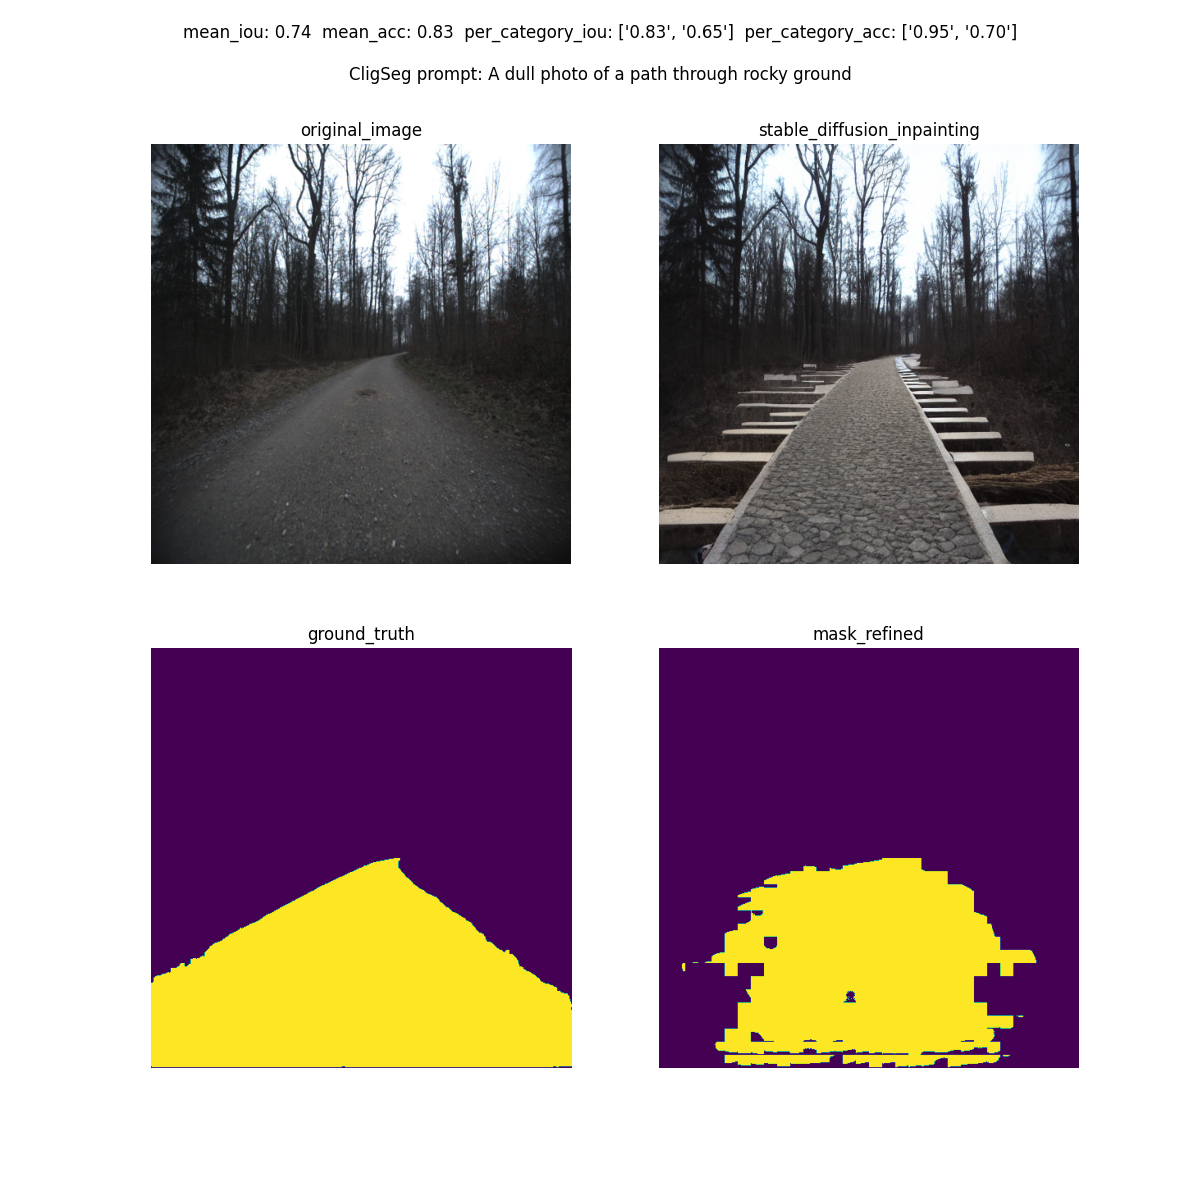 mean_iou: 0.74  mean_acc: 0.83  per_category_iou: ['0.83', '0.65']  per_category_acc: ['0.95', '0.70']
CligSeg prompt: A dull photo of a path through rocky ground
original_image
stable_diffusion_inpainting
ground_truth
mask_refined